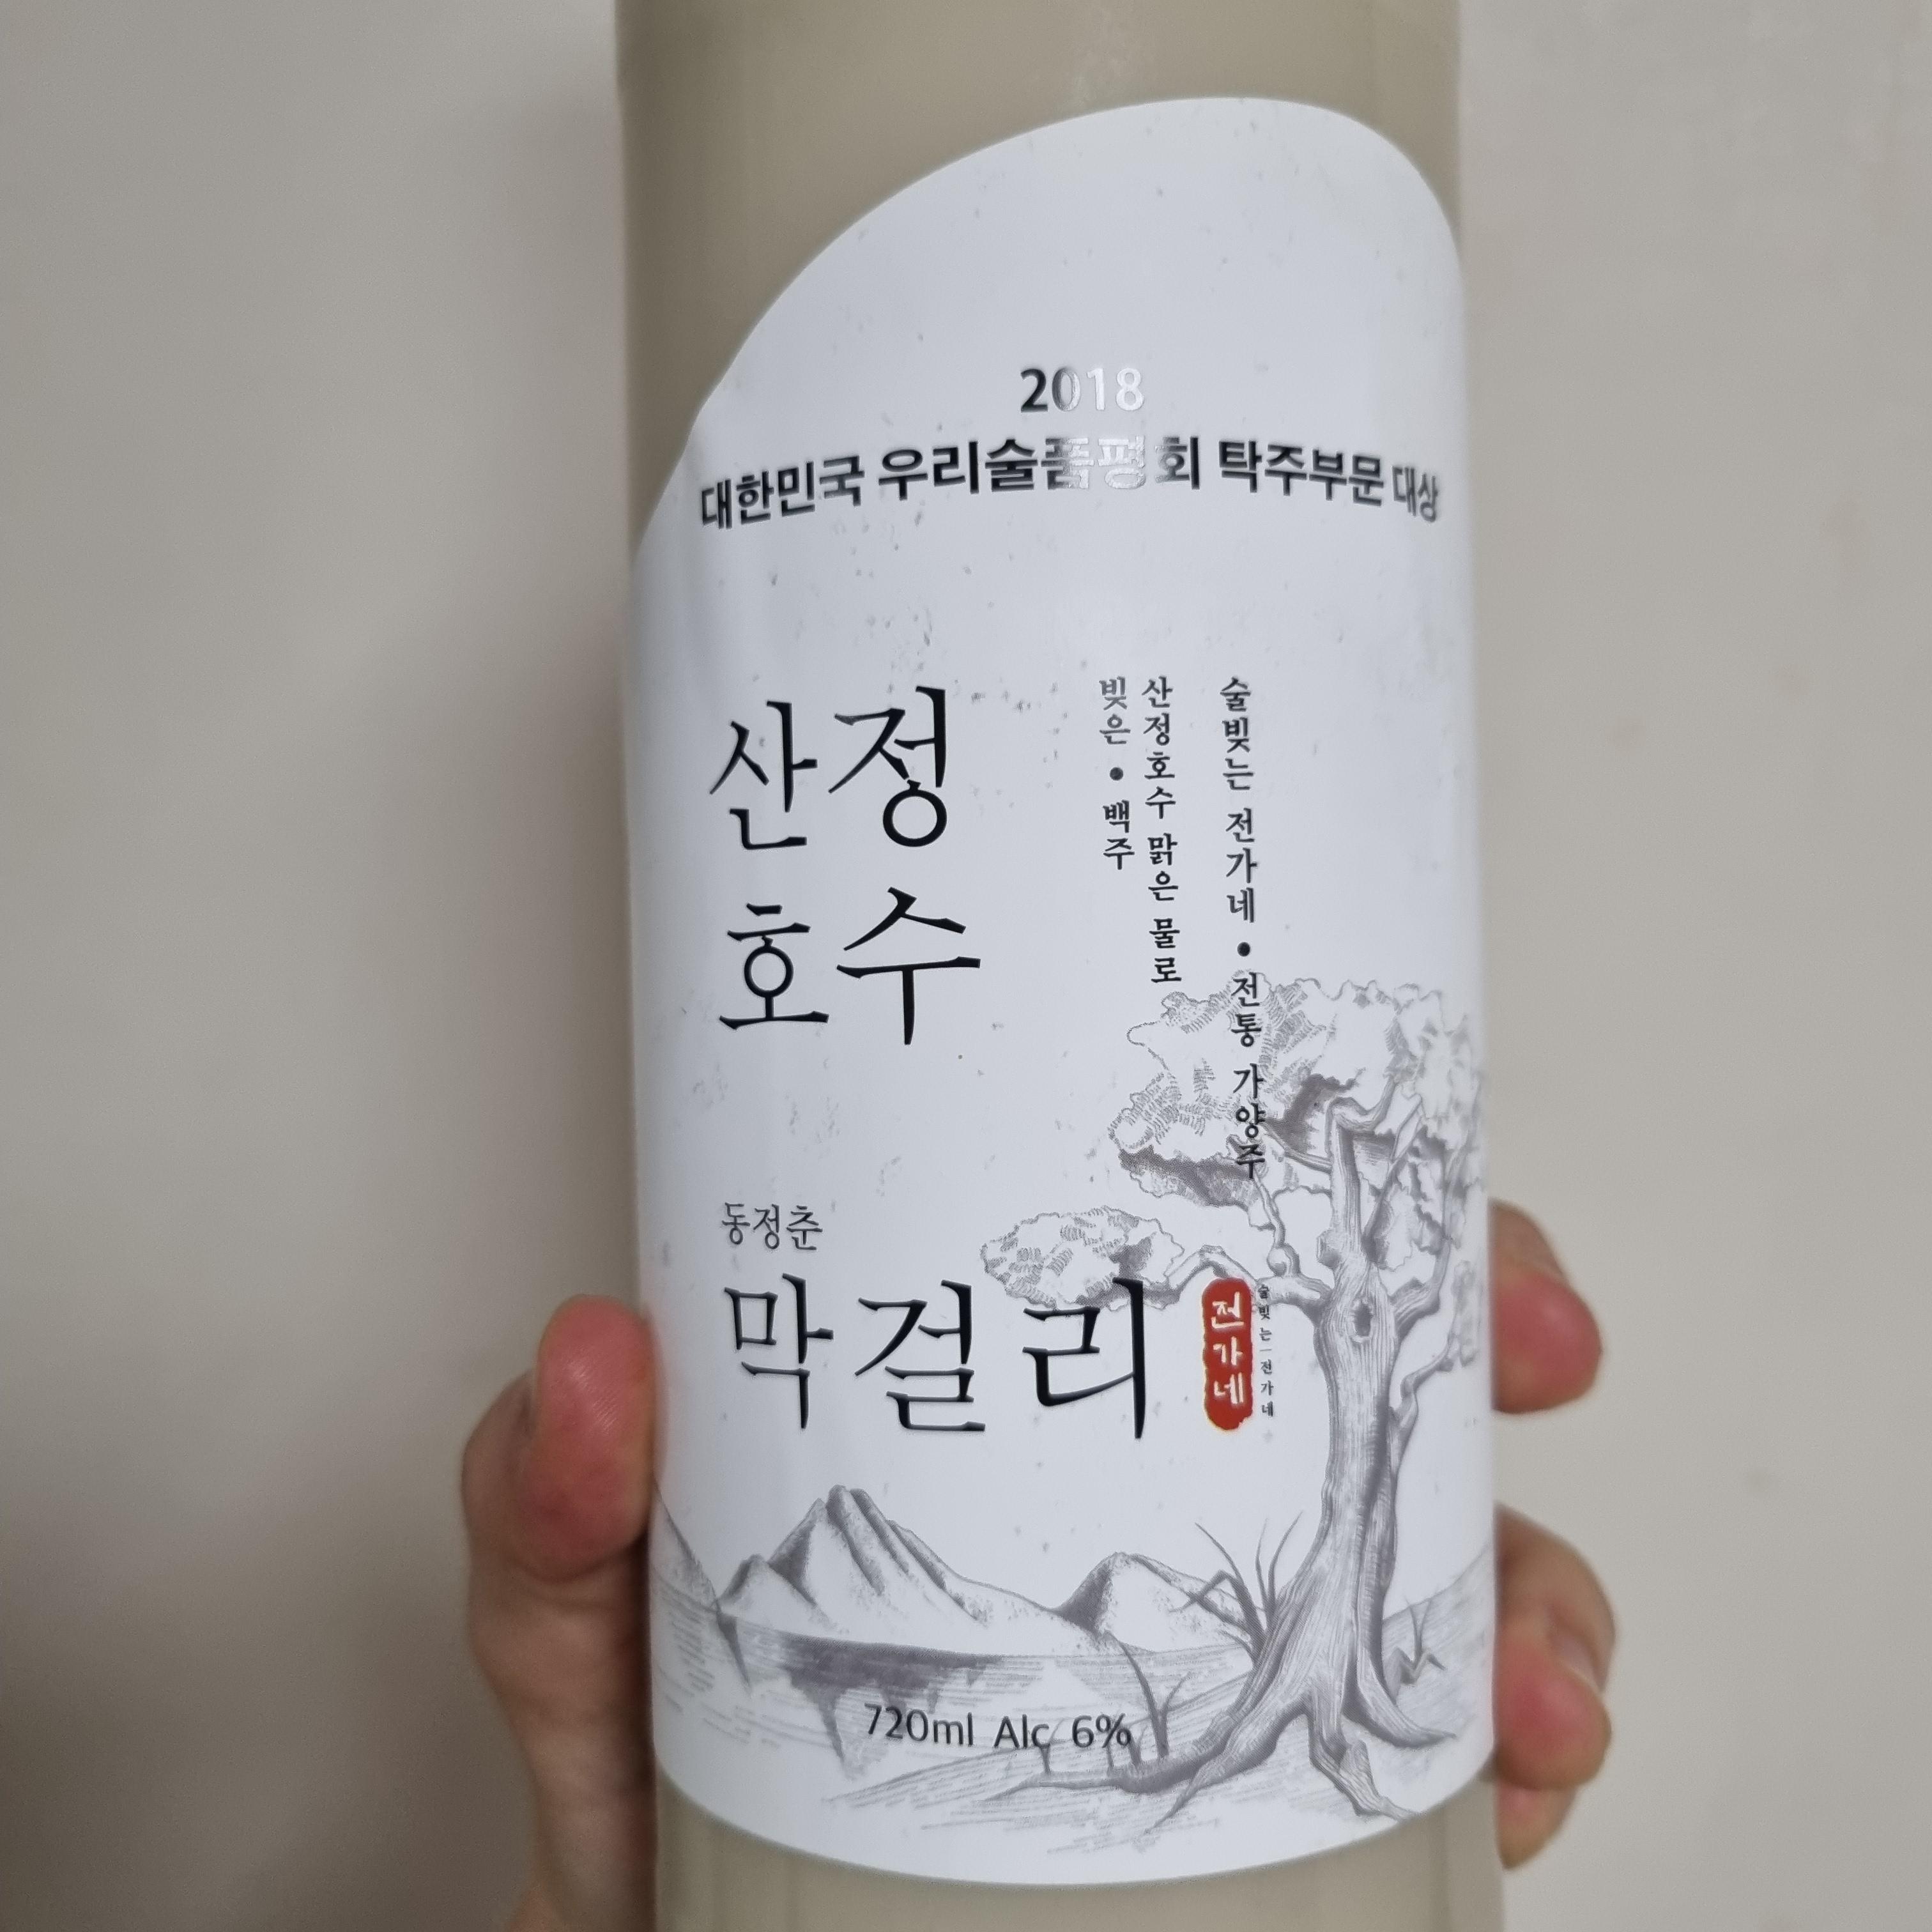 2018
대한민국 우리술품평회 탁주부문 대상
산정
호수
술빚는 전가네 • 전통 가양주
산정호수 맑은 물로
빚은 • 백주
동정춘
막걸리
전가네
술빚는 전가네
720ml Alc 6%